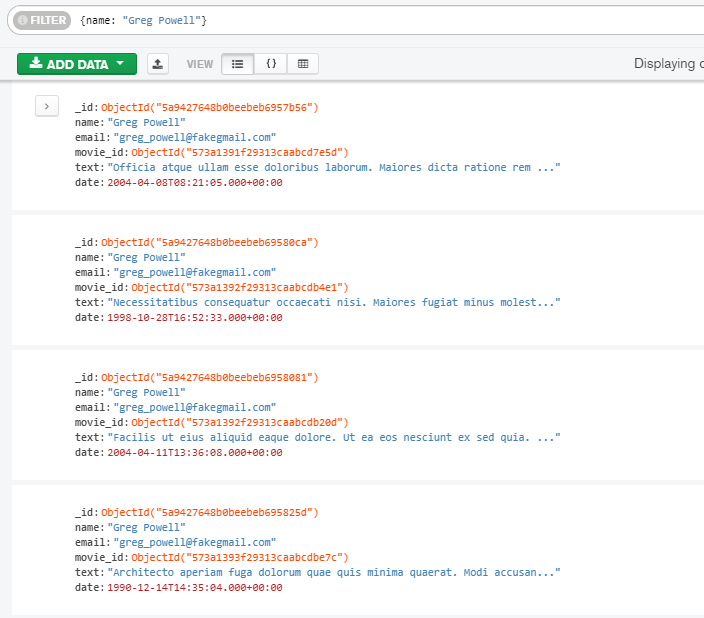 FILTER {name: "Greg Powell"}
ADD DATA VIEW {} Displaying
_id: ObjectId("5a9427648b0beebeb6957b56")
name: "Greg Powell"
email: "greg_powell@fakegmail.com"
movie_id: ObjectId("573a1391f29313caabcd7e5d")
text: "Officia atque ullam esse doloribus laborum. Maiores dicta ratione rem ..."
date: 2004-04-08T08:21:05.000+00:00
_id: ObjectId("5a9427648b0beebeb69580ca")
name: "Greg Powell"
email: "greg_powell@fakegmail.com"
movie_id: ObjectId("573a1392f29313caabcdb4e1")
text: "Necessitatibus consequatur occaecati nisi. Maiores fugiat minus molest..."
date: 1998-10-28T16:52:33.000+00:00
_id: ObjectId("5a9427648b0beebeb6958081")
name: "Greg Powell"
email: "greg_powell@fakegmail.com"
movie_id: ObjectId("573a1392f29313caabcdb20d")
text: "Facilis ut eius aliquid eaque dolore. Ut ea eos nesciunt ex sed quia. ..."
date: 2004-04-11T13:36:08.000+00:00
_id: ObjectId("5a9427648b0beebeb695825d")
name: "Greg Powell"
email: "greg_powell@fakegmail.com"
movie_id: ObjectId("573a1393f29313caabcdbe7c")
text: "Architecto aperiam fuga dolorum quae quis minima quaerat. Modi accusan..."
date: 1990-12-14T14:35:04.000+00:00